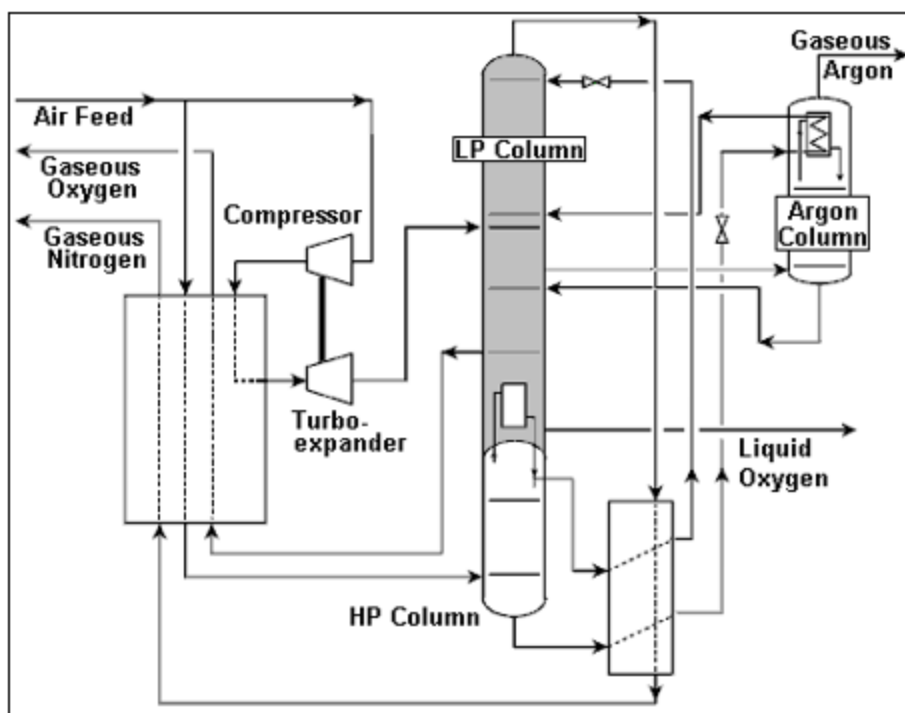 Gaseous
Argon
Air Feed
LP Column
Gaseous
Oxygen
Compressor
Argon
Column
Gaseous
Nitrogen
Turbo-
expander
Liquid
Oxygen
HP Column